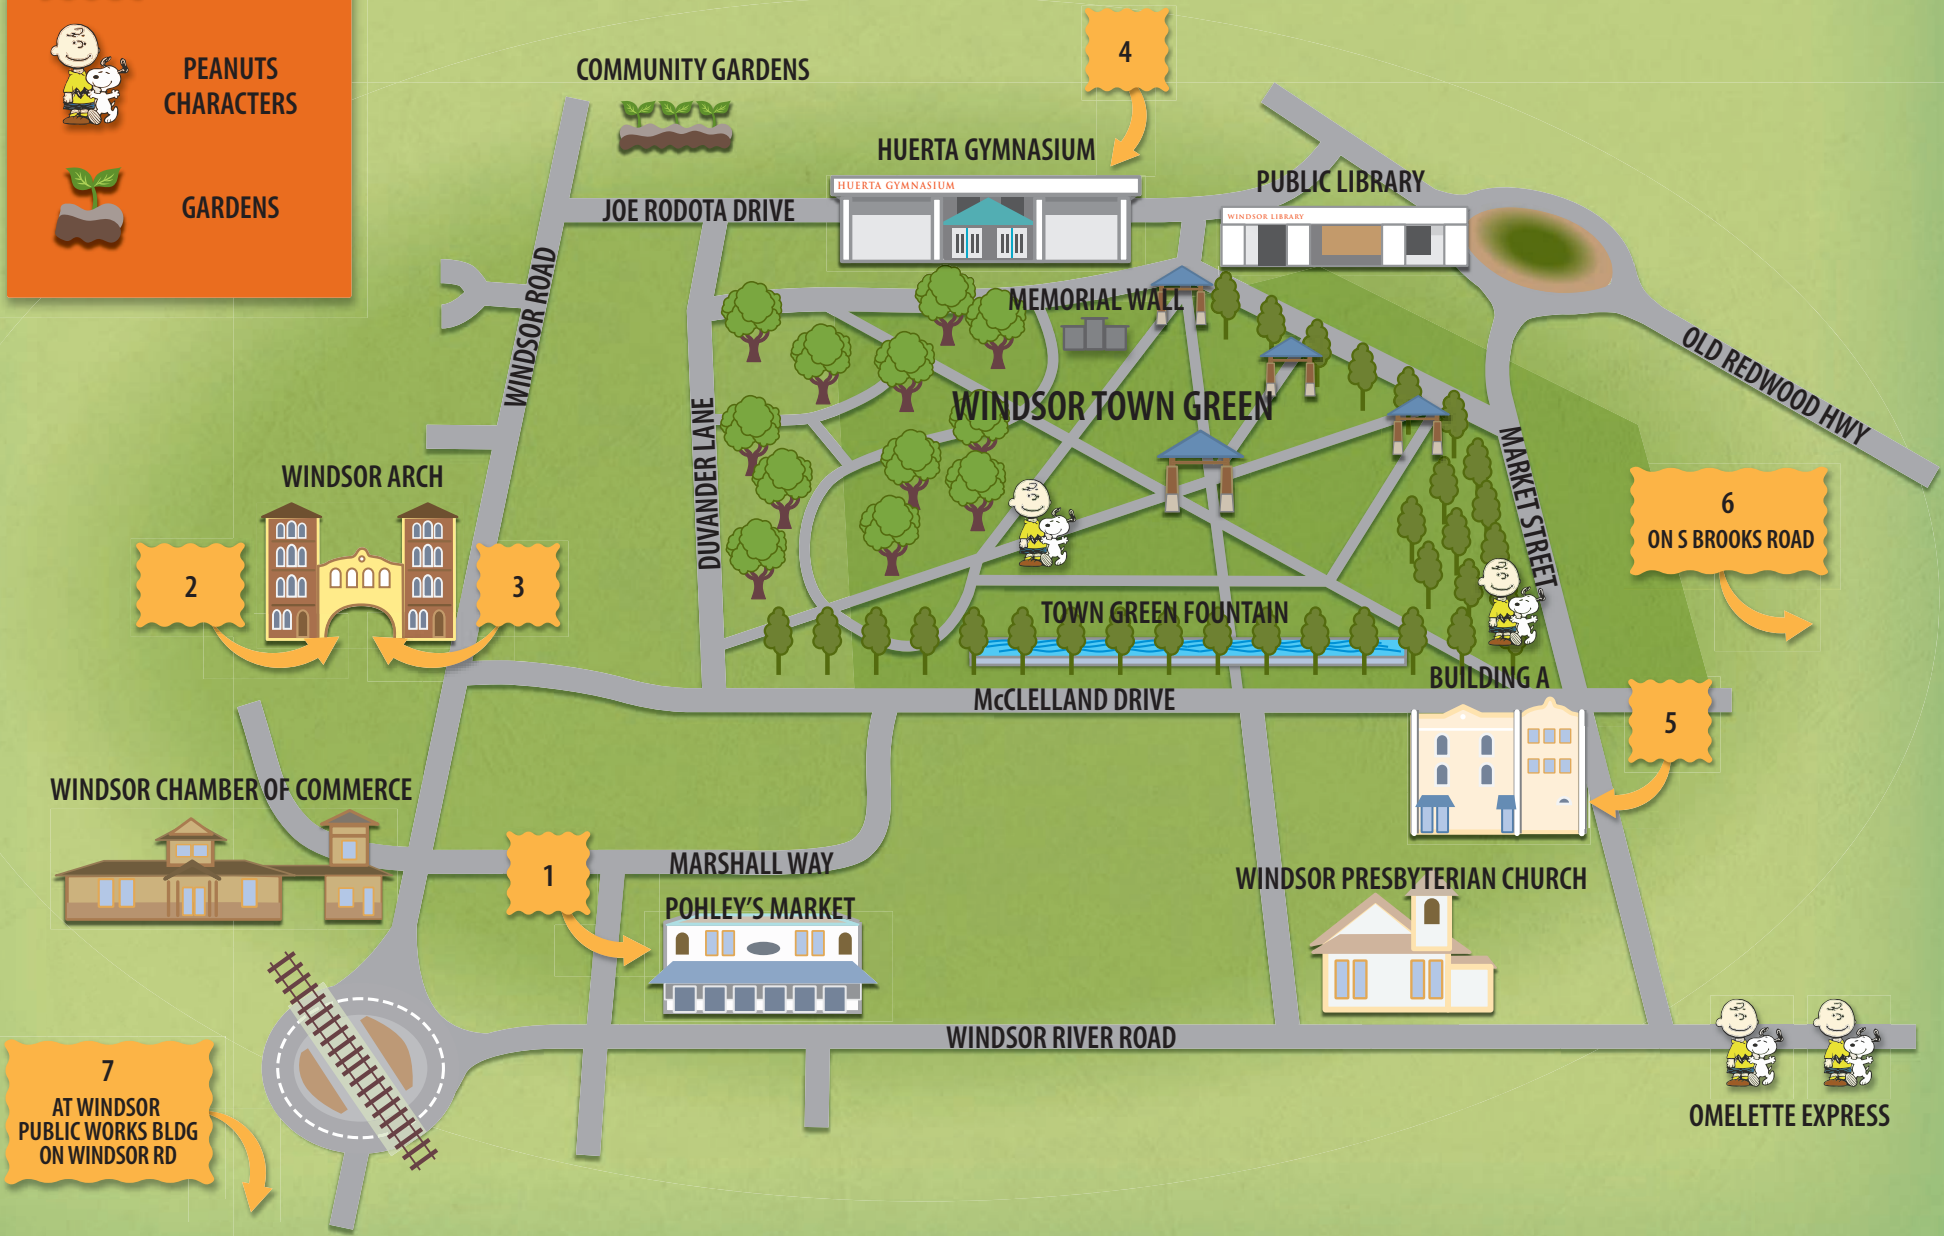 PEANUTS
CHARACTERS
GARDENS
COMMUNITY GARDENS
4
HUERTA GYMNASIUM
HUERTA GYMNASIUM
PUBLIC LIBRARY
WINDSOR LIBRARY
JOE RODOTA DRIVE
WINDSOR ROAD
MEMORIAL WALL
OLD REDWOOD HWY
WINDSOR TOWN GREEN
DUVANDER LANE
MARKET STREET
WINDSOR ARCH
2
3
6
ON S BROOKS ROAD
TOWN GREEN FOUNTAIN
BUILDING A
McCLELLAND DRIVE
5
WINDSOR CHAMBER OF COMMERCE
1
MARSHALL WAY
POHLEY'S MARKET
WINDSOR PRESBYTERIAN CHURCH
WINDSOR RIVER ROAD
7
AT WINDSOR
PUBLIC WORKS BLDG
ON WINDSOR RD
OMELETTE EXPRESS